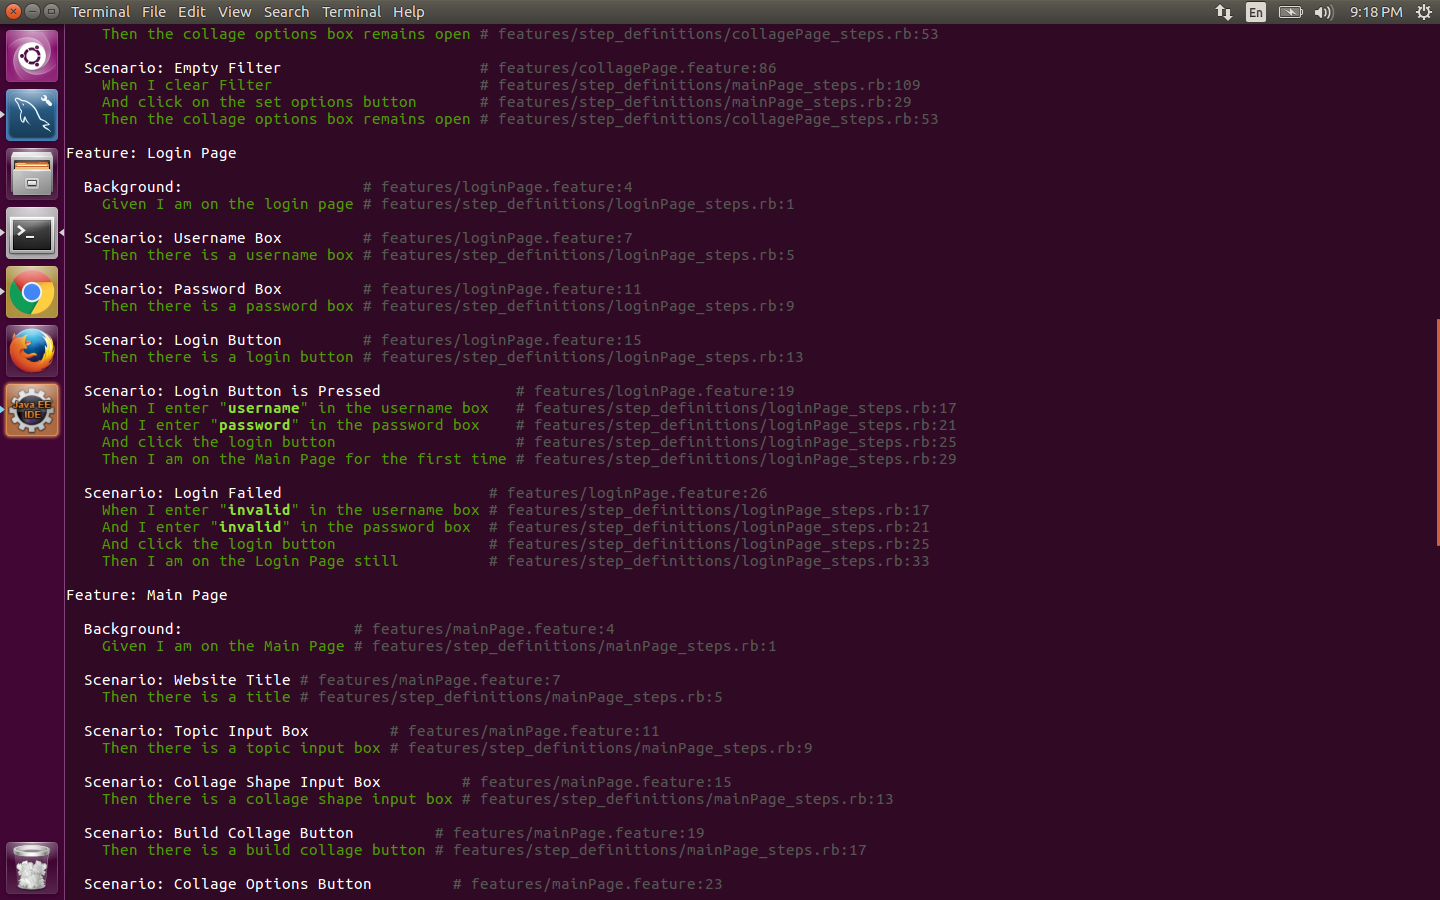 Terminal File Edit View Search Terminal Help En 9:18 PM
Then the collage options box remains open # features/step_definitions/collagePage_steps.rb:53
Scenario: Empty Filter # features/collagePage.feature:86
When I clear Filter # features/step_definitions/mainPage_steps.rb:109
And click on the set options button # features/step_definitions/mainPage_steps.rb:29
Then the collage options box remains open # features/step_definitions/collagePage_steps.rb:53
Feature: Login Page
Background: # features/loginPage.feature:4
Given I am on the login page # features/step_definitions/loginPage_steps.rb:1
Scenario: Username Box # features/loginPage.feature:7
Then there is a username box # features/step_definitions/loginPage_steps.rb:5
Scenario: Password Box # features/loginPage.feature:11
Then there is a password box # features/step_definitions/loginPage_steps.rb:9
Scenario: Login Button # features/loginPage.feature:15
Then there is a login button # features/step_definitions/loginPage_steps.rb:13
Scenario: Login Button is Pressed # features/loginPage.feature:19
When I enter "username" in the username box # features/step_definitions/loginPage_steps.rb:17
And I enter "password" in the password box # features/step_definitions/loginPage_steps.rb:21
And click the login button # features/step_definitions/loginPage_steps.rb:25
Then I am on the Main Page for the first time # features/step_definitions/loginPage_steps.rb:29
Scenario: Login Failed # features/loginPage.feature:26
When I enter "invalid" in the username box # features/step_definitions/loginPage_steps.rb:17
And I enter "invalid" in the password box # features/step_definitions/loginPage_steps.rb:21
And click the login button # features/step_definitions/loginPage_steps.rb:25
Then I am on the Login Page still # features/step_definitions/loginPage_steps.rb:33
Feature: Main Page
Background: # features/mainPage.feature:4
Given I am on the Main Page # features/step_definitions/mainPage_steps.rb:1
Scenario: Website Title # features/mainPage.feature:7
Then there is a title # features/step_definitions/mainPage_steps.rb:5
Scenario: Topic Input Box # features/mainPage.feature:11
Then there is a topic input box # features/step_definitions/mainPage_steps.rb:9
Scenario: Collage Shape Input Box # features/mainPage.feature:15
Then there is a collage shape input box # features/step_definitions/mainPage_steps.rb:13
Scenario: Build Collage Button # features/mainPage.feature:19
Then there is a build collage button # features/step_definitions/mainPage_steps.rb:17
Scenario: Collage Options Button # features/mainPage.feature:23
Java EE
IDE